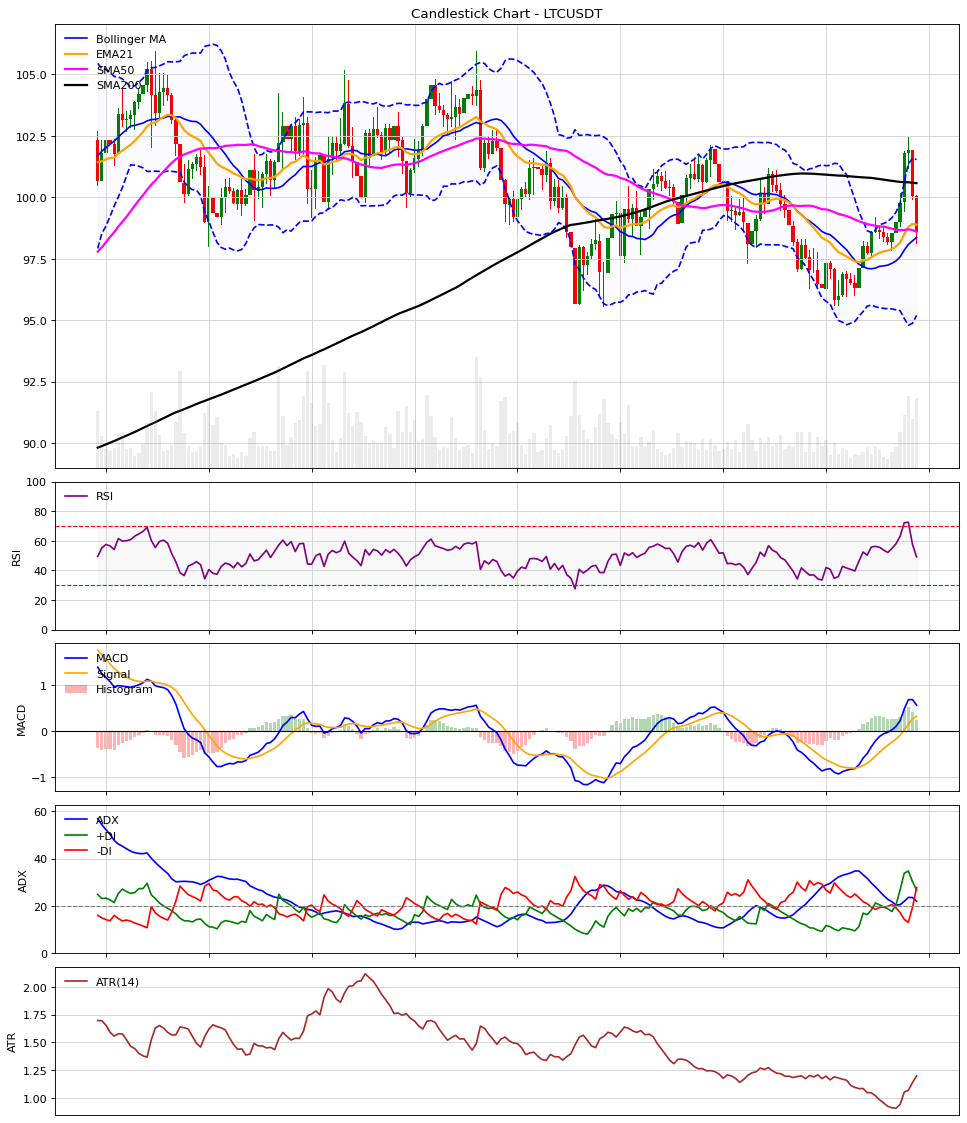 Candlestick Chart - LTCUSDT
Bollinger MA
EMA21
SMA50
SMA200
105.0
102.5
100.0
97.5
95.0
92.5
90.0
RSI
100
80
60
40
20
0
RSI
MACD
Signal
Histogram
1
0
−1
MACD
ADX
+DI
-DI
60
40
20
0
ADX
ATR(14)
2.00
1.75
1.50
1.25
1.00
ATR